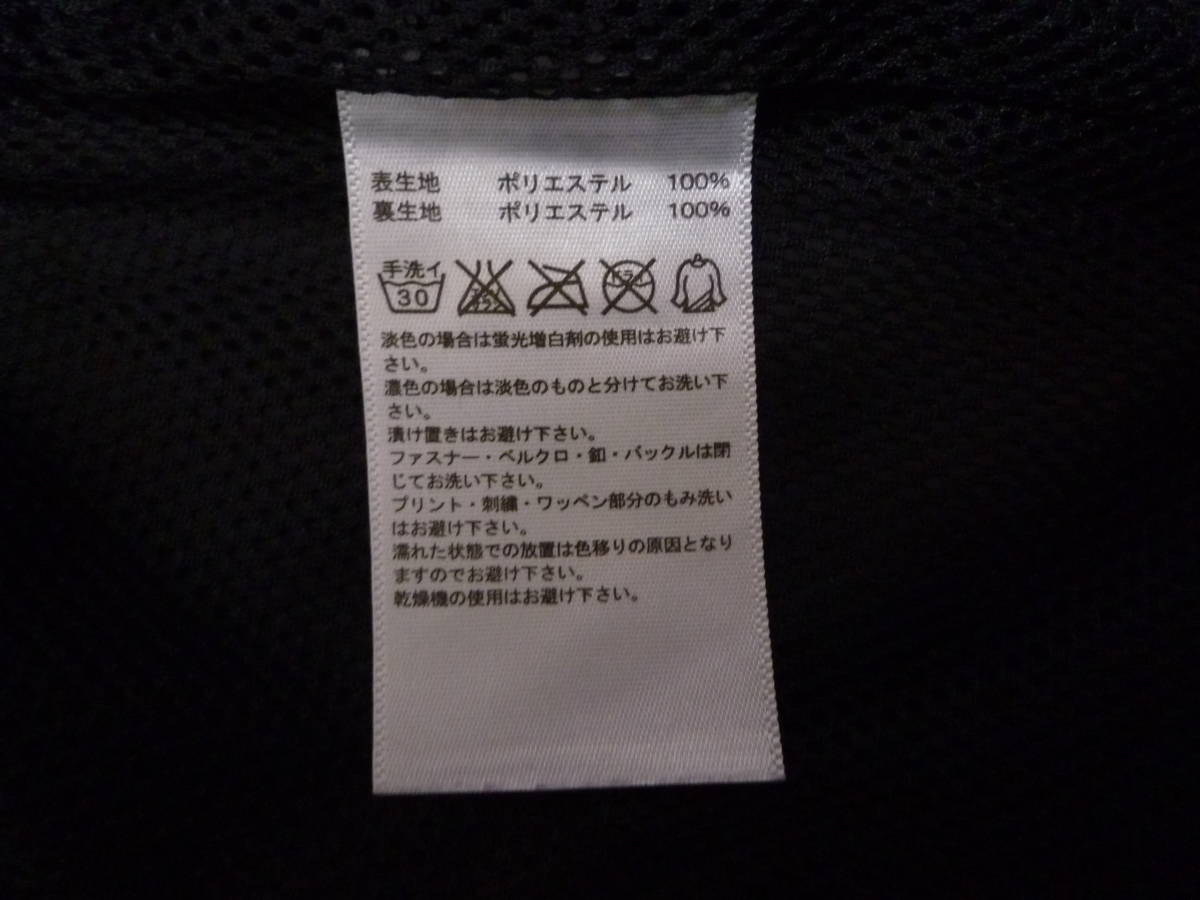 表生地 ポリエステル 100%
裏生地 ポリエステル 100%
手洗イ
30
淡色の場合は蛍光増白剤の使用はお避け下
さい。
濃色の場合は淡色のものと分けてお洗い下
さい。
漬け置きはお避け下さい。
ファスナー・ベルクロ・釦・バックルは閉
じてお洗い下さい。
プリント・刺繍・ワッペン部分のもみ洗い
はお避け下さい。
濡れた状態での放置は色移りの原因となり
ますのでお避け下さい。
乾燥機の使用はお避け下さい。